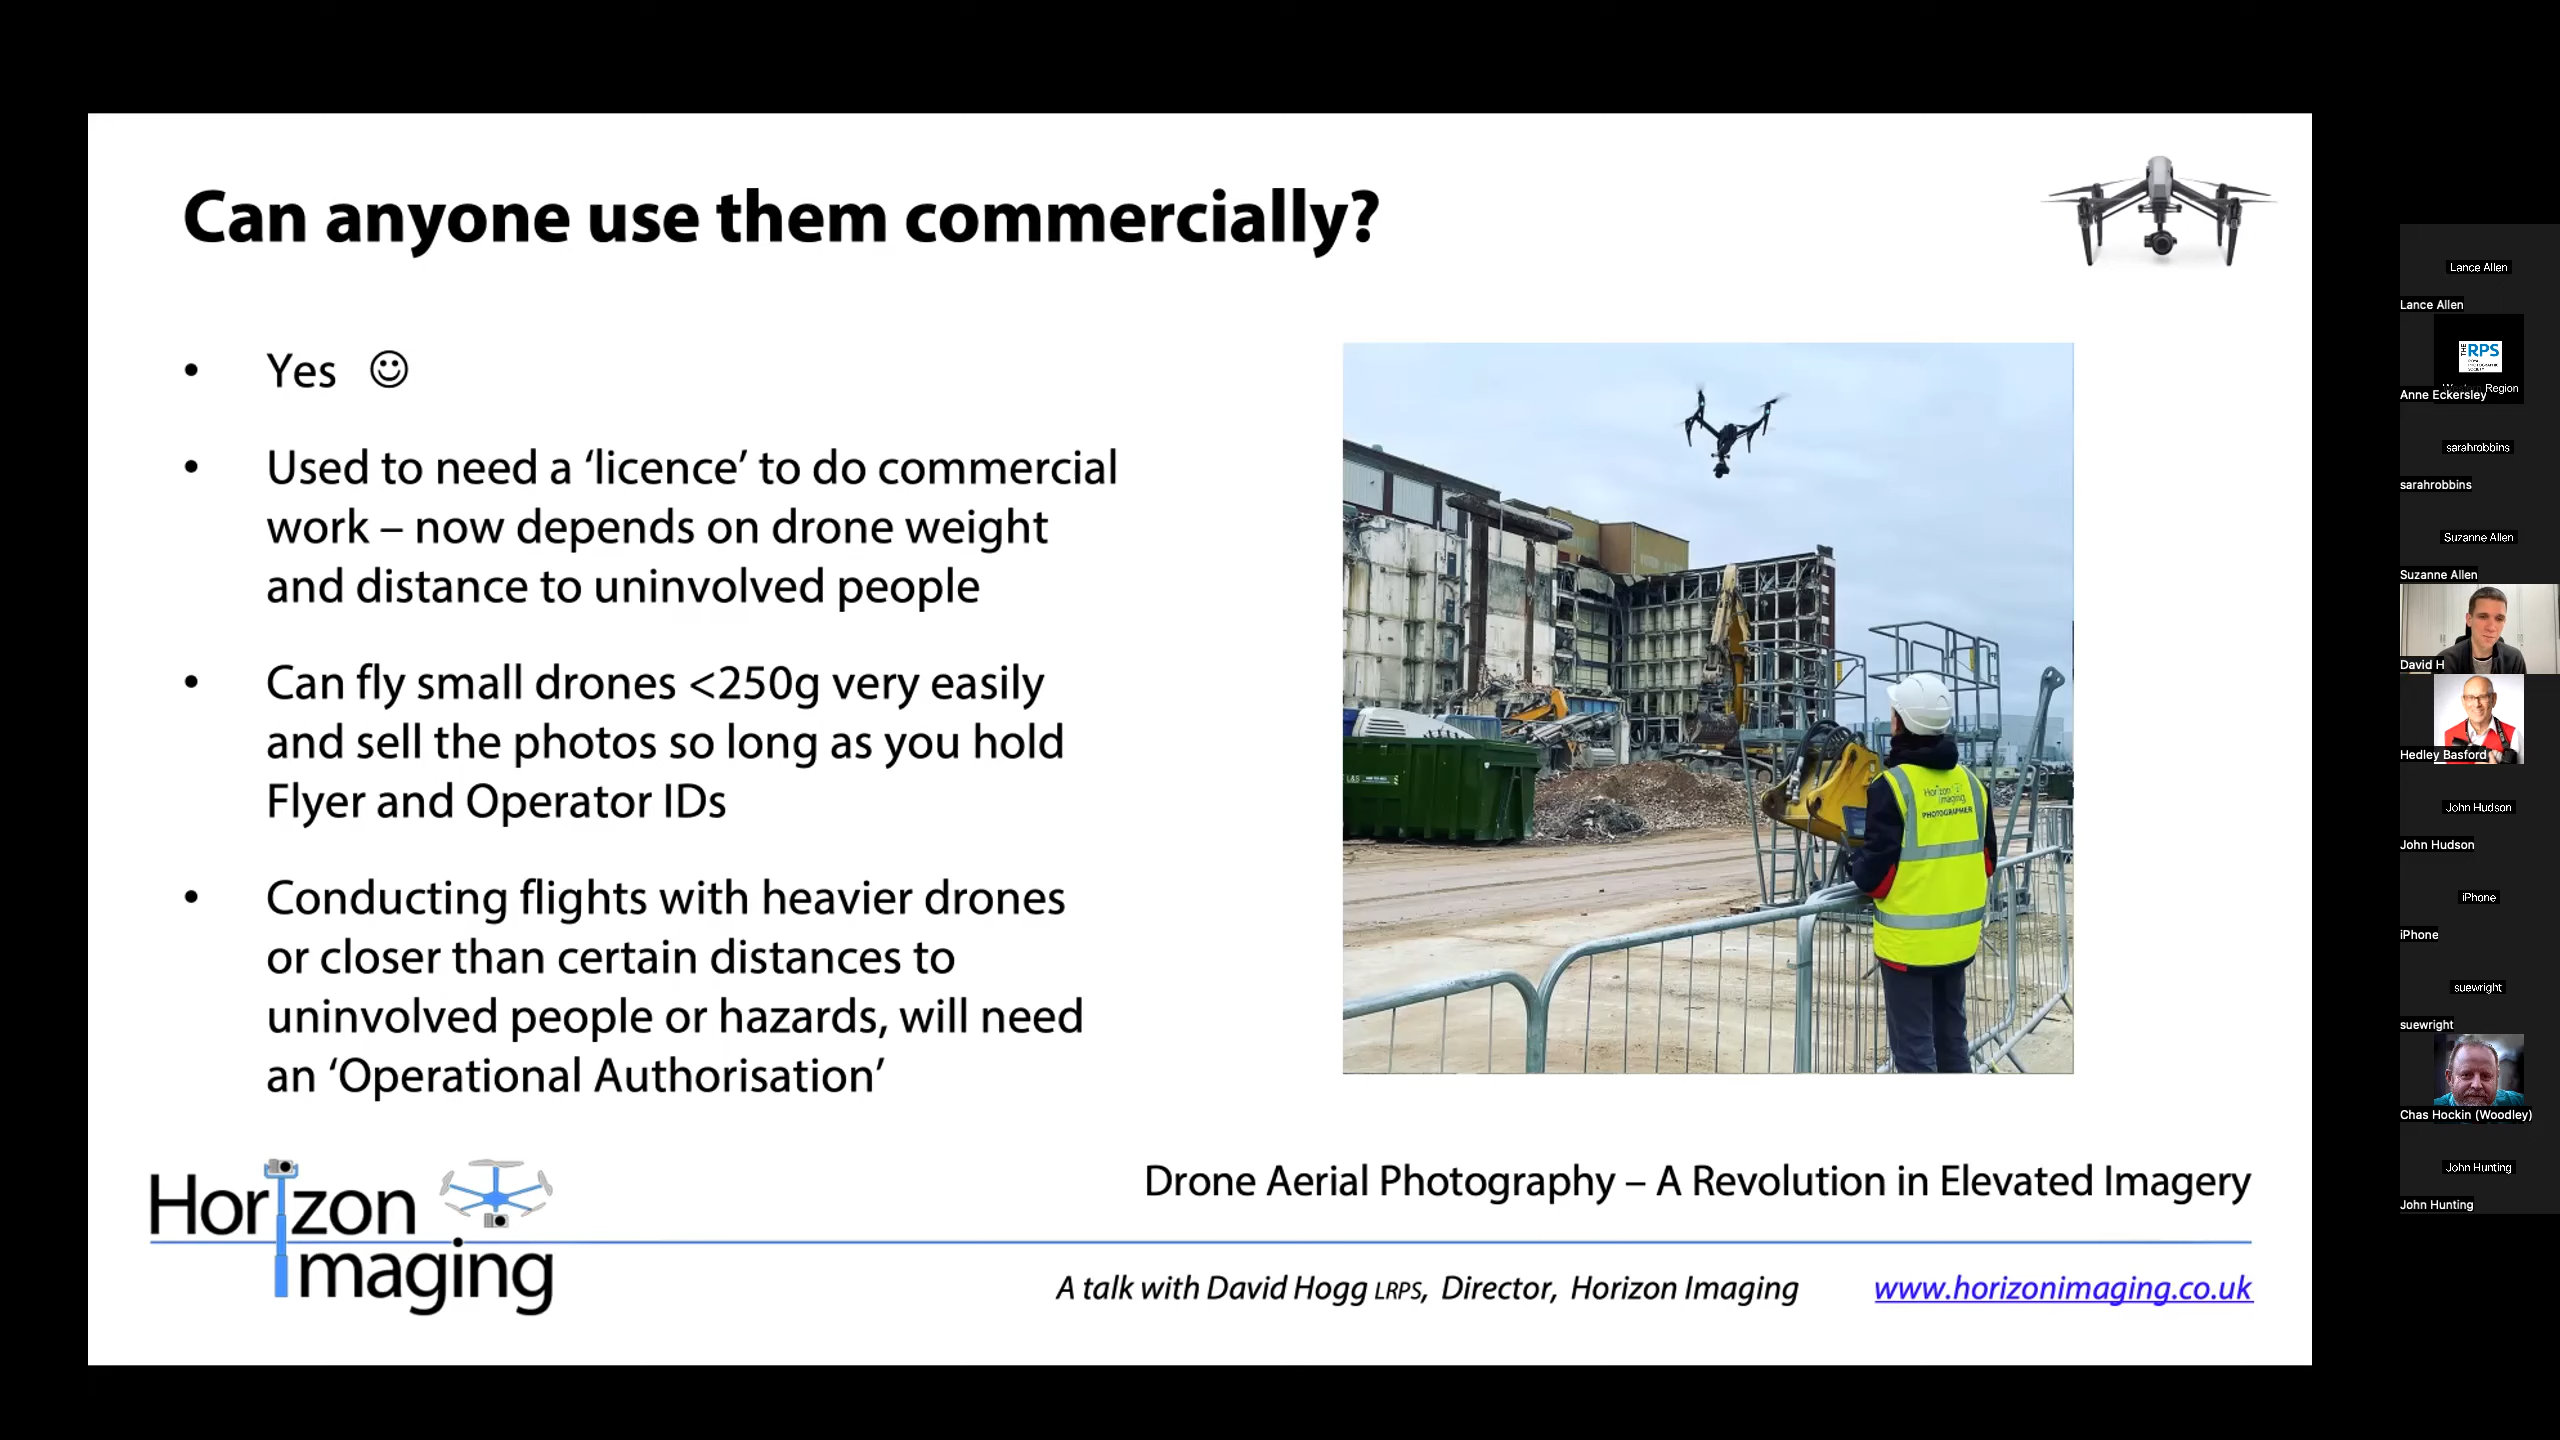 Can anyone use them commercially?
• Yes ☺
• Used to need a ‘licence’ to do commercial
work – now depends on drone weight
and distance to uninvolved people
• Can fly small drones <250g very easily
and sell the photos so long as you hold
Flyer and Operator IDs
• Conducting flights with heavier drones
or closer than certain distances to
uninvolved people or hazards, will need
an ‘Operational Authorisation’
Horizon
Imaging
PHOTOGRAPHER
Horizon
Imaging
Drone Aerial Photography – A Revolution in Elevated Imagery
A talk with David Hogg LRPS, Director, Horizon Imaging
www.horizonimaging.co.uk
Lance Allen
Lance Allen
THE RPS
Region
Anne Eckersley
sarahrobbins
sarahrobbins
Suzanne Allen
Suzanne Allen
David H
Hedley Basford
John Hudson
John Hudson
iPhone
iPhone
suewright
suewright
Chas Hockin (Woodley)
John Hunting
John Hunting